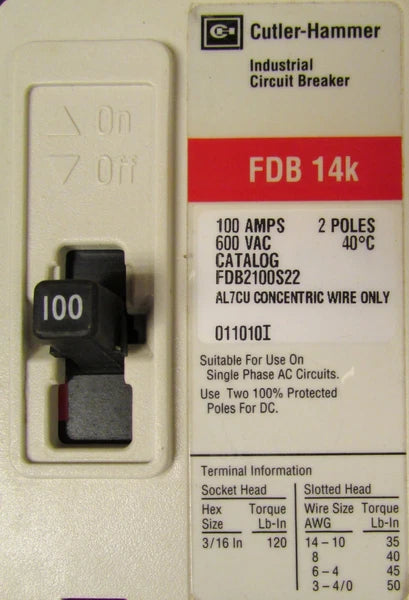 On
Off
100
Cutler-Hammer
Industrial
Circuit Breaker
FDB 14k
100 AMPS 2 POLES
600 VAC 40°C
CATALOG
FDB2100S22
AL7CU CONCENTRIC WIRE ONLY
011010I
Suitable For Use On
Single Phase AC Circuits.
Use Two 100% Protected
Poles For DC.
Terminal Information
Socket Head Slotted Head
Hex Torque Wire Size Torque
Size Lb-In AWG Lb-In
3/16 In 120 14 – 10 35
8 40
6 – 4 45
3 – 4/0 50